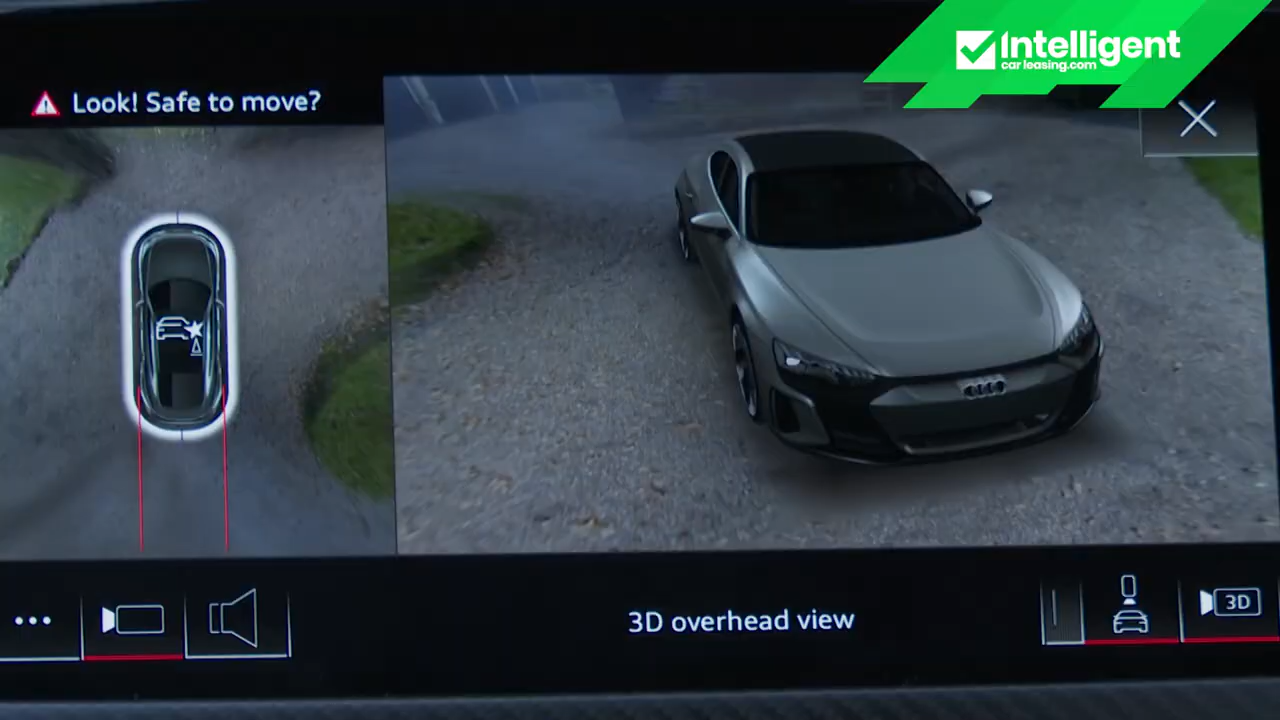 Intelligent
carleasing.com
Look! Safe to move?
3D overhead view
3D